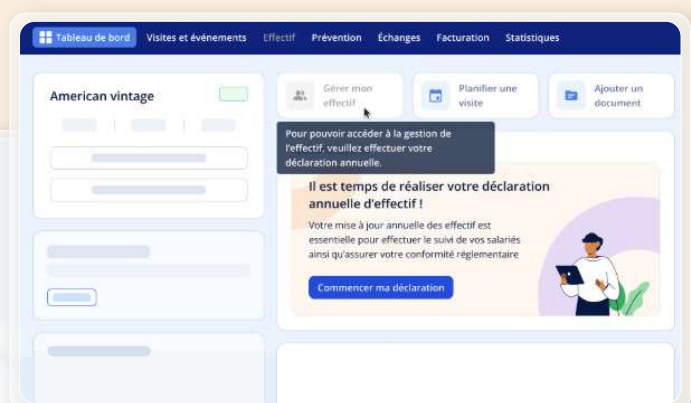 Tableau de bord Visites et événements Effectif Prévention Échanges Facturation Statistiques
American vintage
Gérer mon
effectif
Planifier une
visite
Ajouter un
document
Pour pouvoir accéder à la gestion de
l'effectif, veuillez effectuer votre
déclaration annuelle.
Il est temps de réaliser votre déclaration
annuelle d'effectif !
Votre mise à jour annuelle des effectif est
essentielle pour effectuer le suivi de vos salariés
ainsi qu'assurer votre conformité réglementaire
Commencer ma déclaration